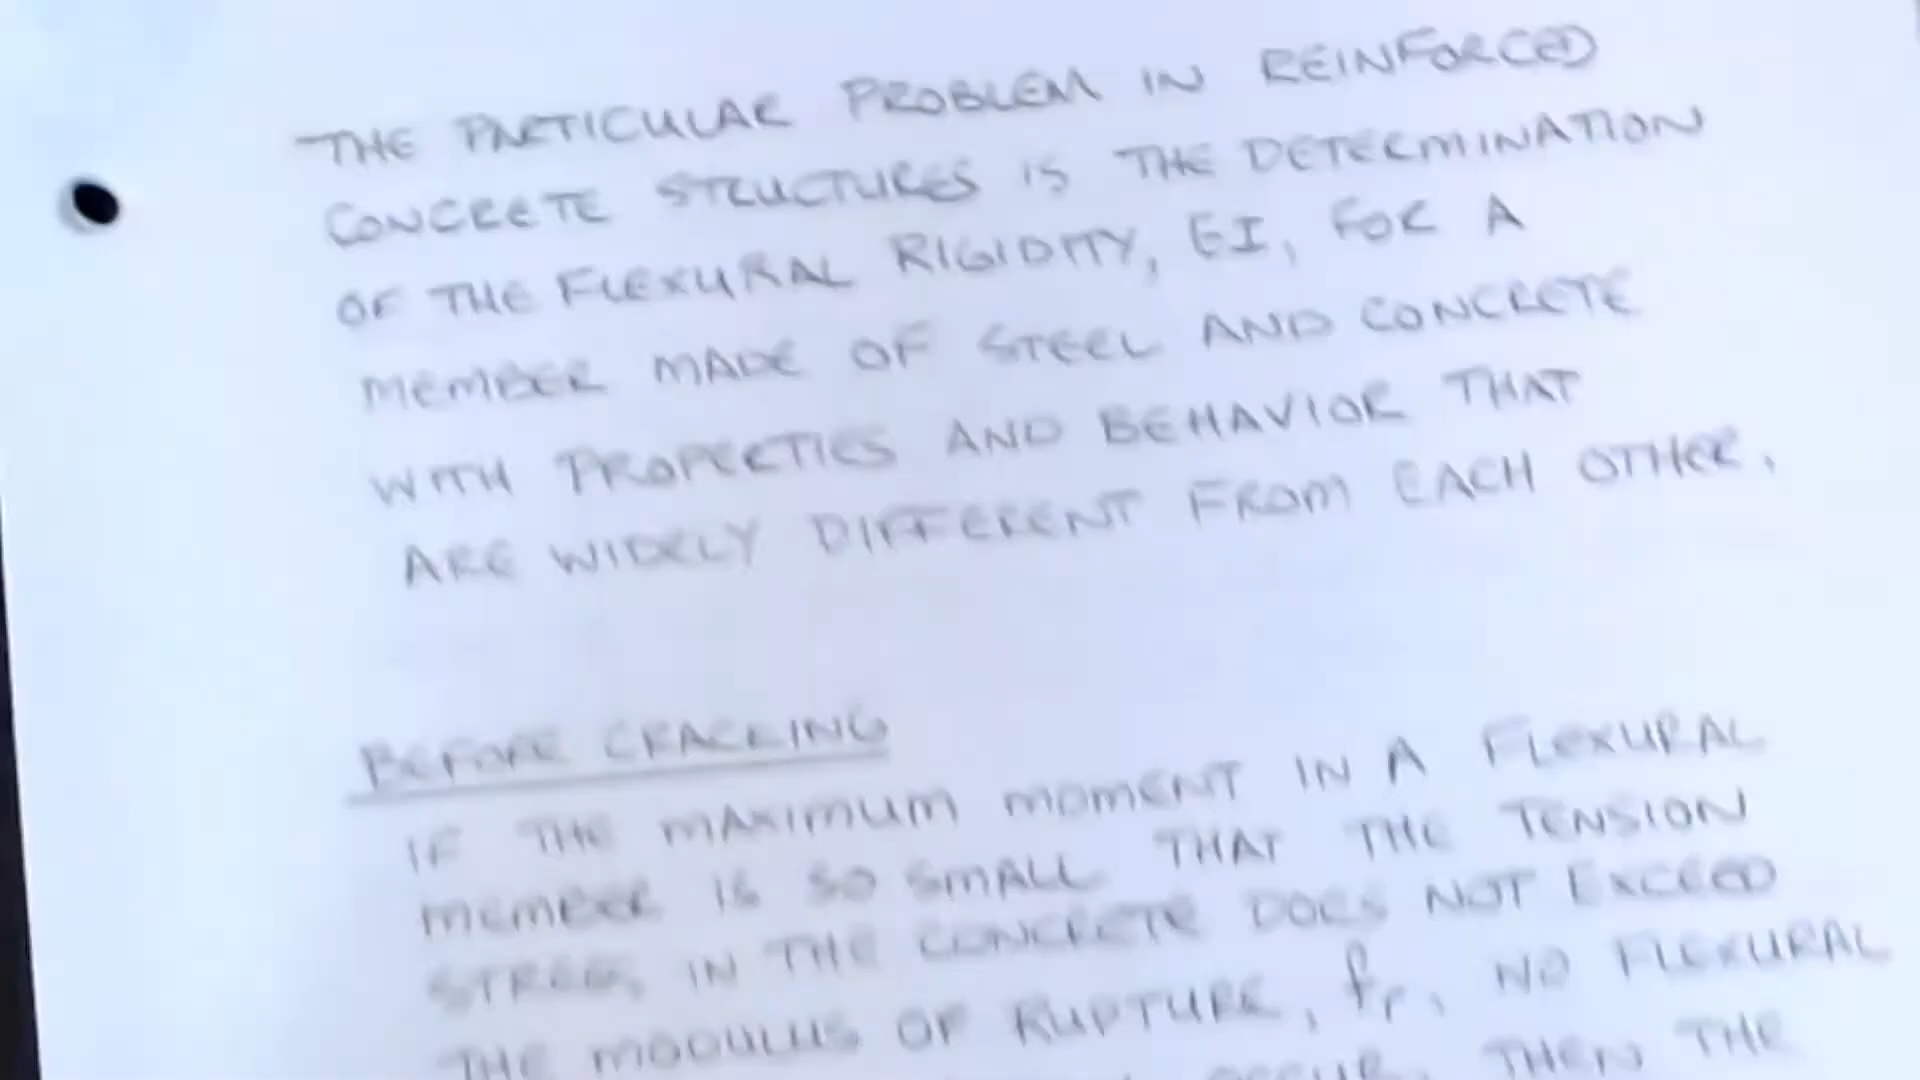 THE PARTICULAR PROBLEM IN REINFORCED
CONCRETE STRUCTURES IS THE DETERMINATION
OF THE FLEXURAL RIGIDITY, EI, FOR A
MEMBER MADE OF STEEL AND CONCRETE
WITH PROPERTIES AND BEHAVIOR THAT
ARE WIDELY DIFFERENT FROM EACH OTHER.
BEFORE CRACKING
IF THE MAXIMUM MOMENT IN A FLEXURAL
MEMBER IS SO SMALL THAT THE TENSION
STRESS IN THE CONCRETE DOES NOT EXCEED
THE MODULUS OF RUPTURE, fr, NO FLEXURAL
OCCUR. THEN THE